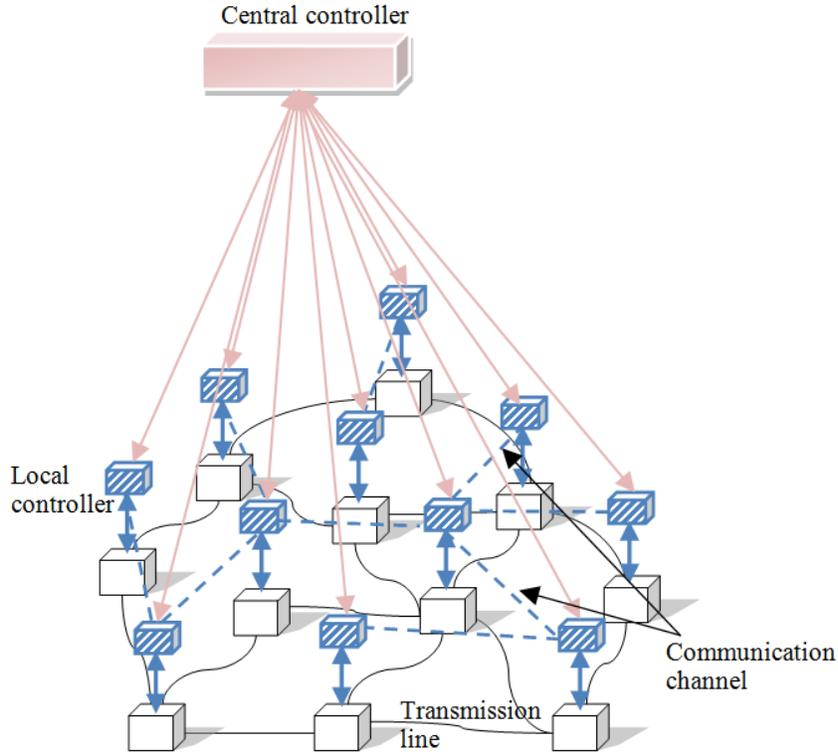 Central controller
Local
controller
Communication
channel
Transmission
line